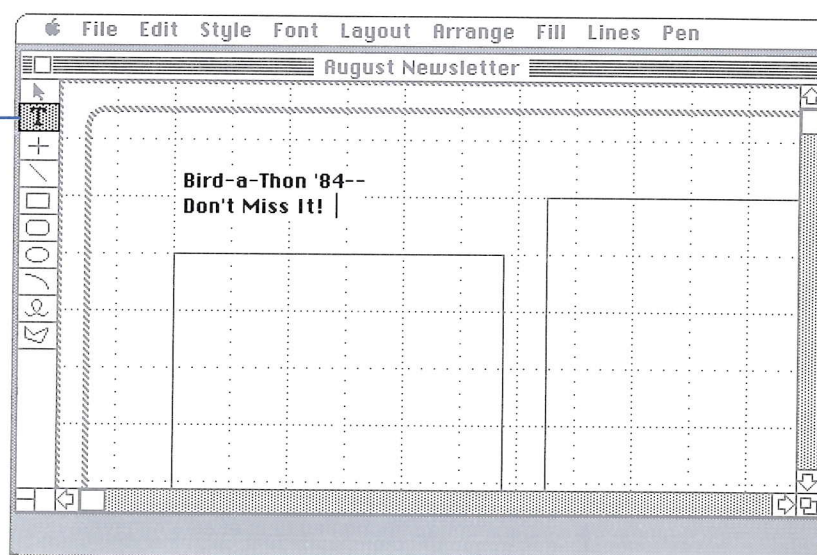 File Edit Style Font Layout Arrange Fill Lines Pen
August Newsletter
T
Bird-a-Thon '84--
Don't Miss It!